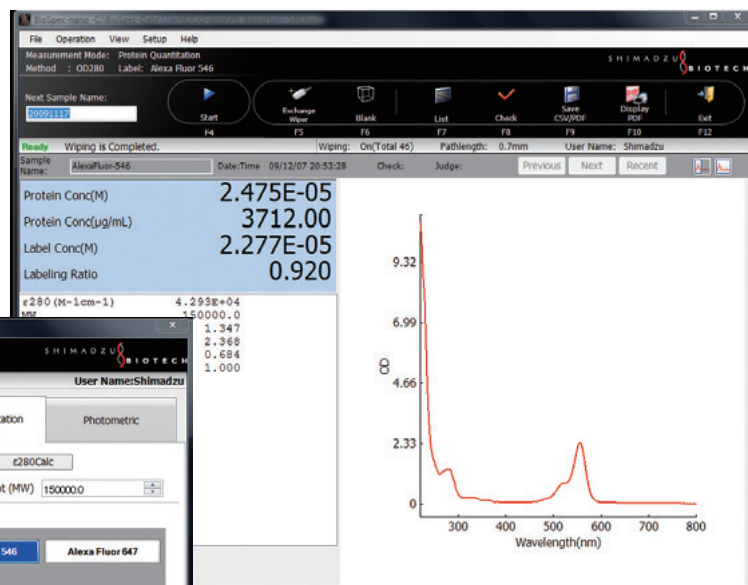 BioSpec-nano
File Operation View Setup Help
Measurement Mode: Protein Quantitation
Method : OD280 Label: Alexa Fluor 546
SHIMADZU
BIOTECH
Next Sample Name:
20091117
Start
F4
Exchange
Wiper
F5
Blank
F6
List
F7
Check
F8
Save
CSV/PDF
F9
Display
PDF
F10
Exit
F12
Ready Wiping is Completed. Wiping: On(Total 46) Pathlength: 0.7mm User Name: Shimadzu
Sample
Name: AlexaFluor-546 Date:Time 09/12/07 20:53:28 Check: Judge: Previous Next Recent
Protein Conc(M) 2.475E-05
Protein Conc(µg/mL) 3712.00
Label Conc(M) 2.277E-05
Labeling Ratio 0.920
ε280(M-1cm-1) 4.293E+04
MW 150000.0
1.347
2.368
0.684
1.000
SHIMADZU
BIOTECH
User Name:Shimadzu
tation Photometric
ε280Calc
t (MW) 150000.0
546 Alexa Fluor 647
9.32
6.99
4.66
2.33
0
OD
300 400 500 600 700 800
Wavelength(nm)